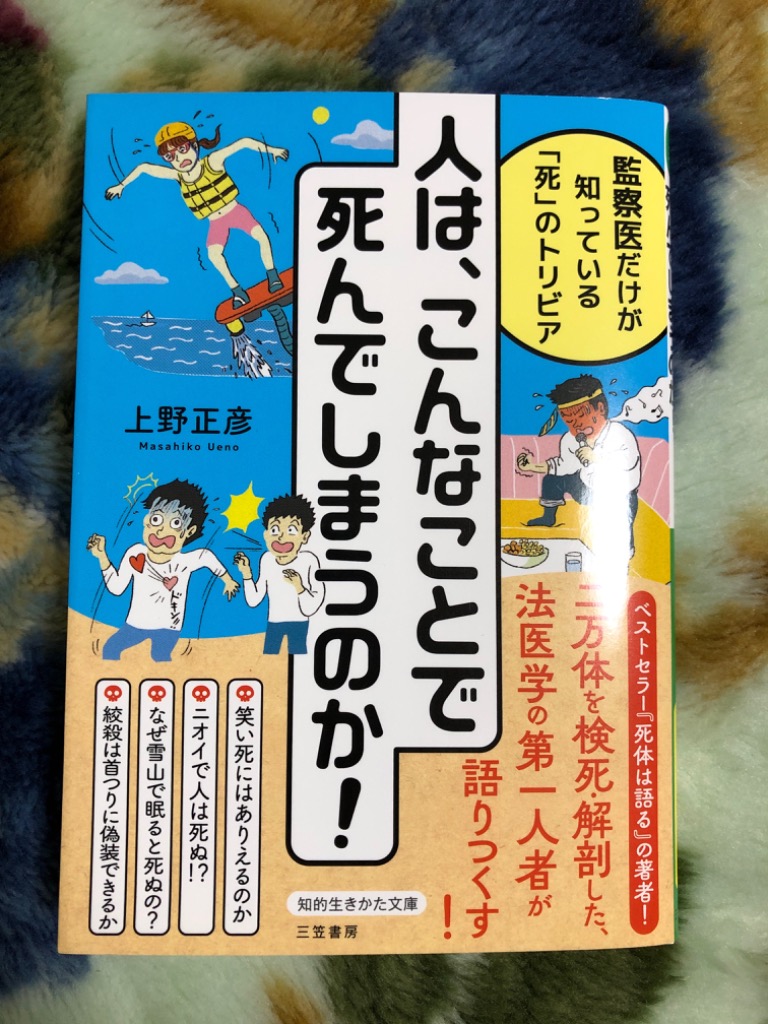 監察医だけが
知っている
「死」のトリビア
人は、こんなことで
死んでしまうのか!
上野正彦
Masahiko Ueno
ドキン!!
ベストセラー『死体は語る』の著者!
二万体を検死・解剖した、
法医学の第一人者が
語りつくす!
笑い死にはありえるのか
ニオイで人は死ぬ!?
なぜ雪山で眠ると死ぬの?
絞殺は首つりに偽装できるか
知的生きかた文庫
三笠書房